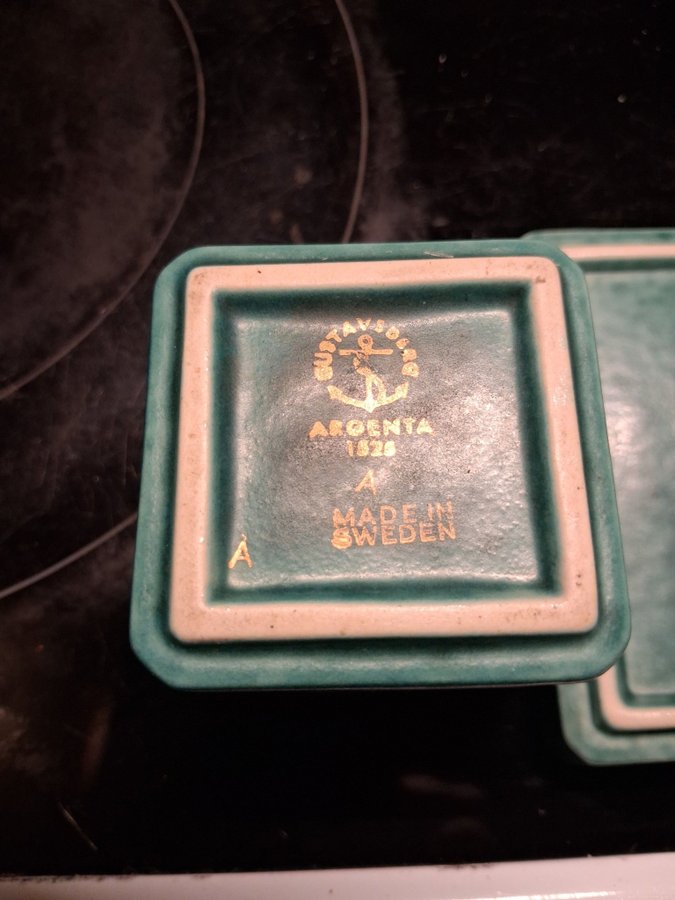 GUSTAVSBERG
ARGENTA
1525
A
MADE IN
SWEDEN
Å